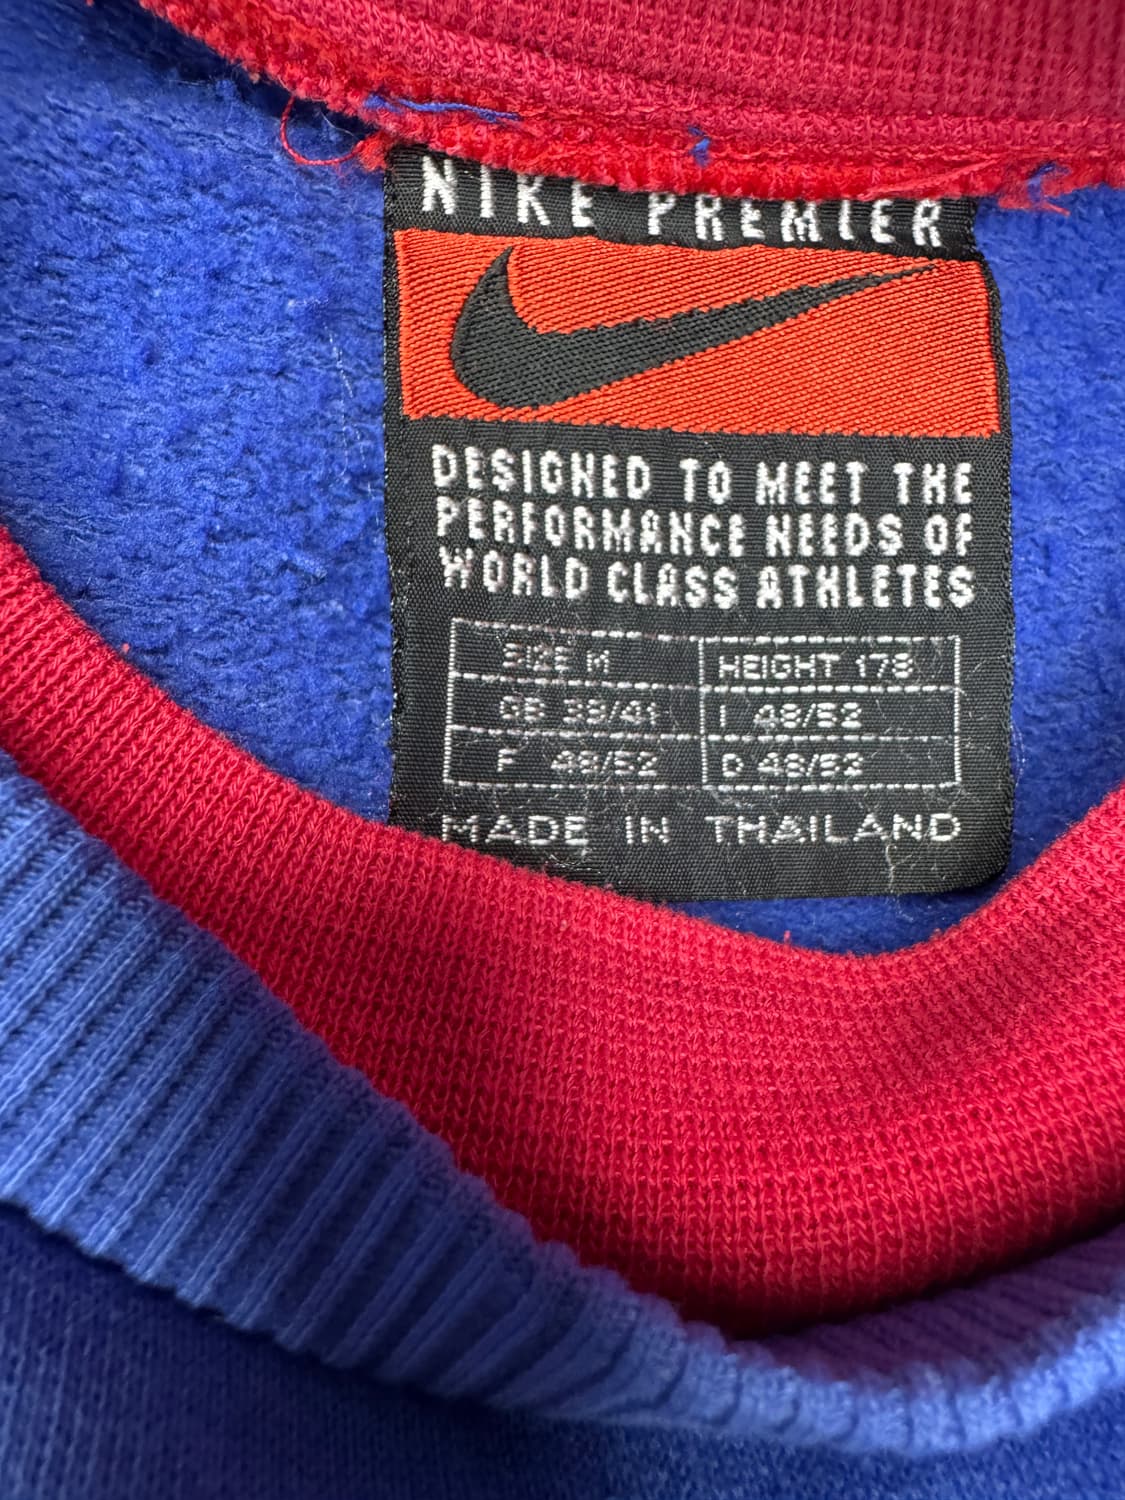 NIKE PREMIER
DESIGNED TO MEET THE
PERFORMANCE NEEDS OF
WORLD CLASS ATHLETES
SIZE M HEIGHT 178
GB 39/41 I 48/52
F 48/52 D 48/52
MADE IN THAILAND